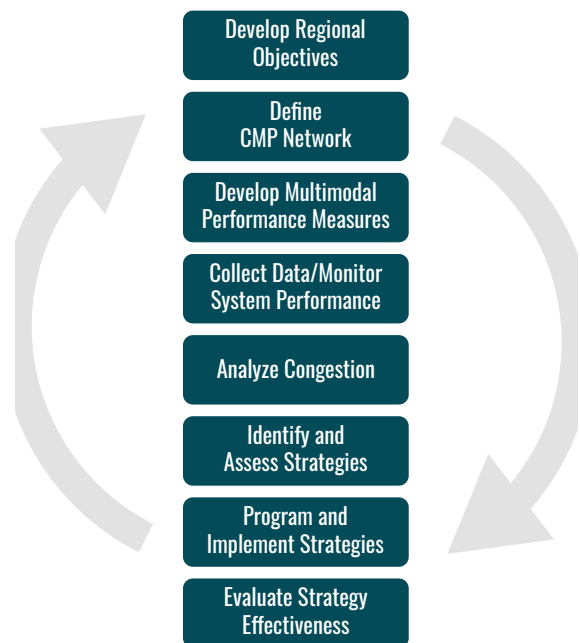 Develop Regional
Objectives
Define
CMP Network
Develop Multimodal
Performance Measures
Collect Data/Monitor
System Performance
Analyze Congestion
Identify and
Assess Strategies
Program and
Implement Strategies
Evaluate Strategy
Effectiveness